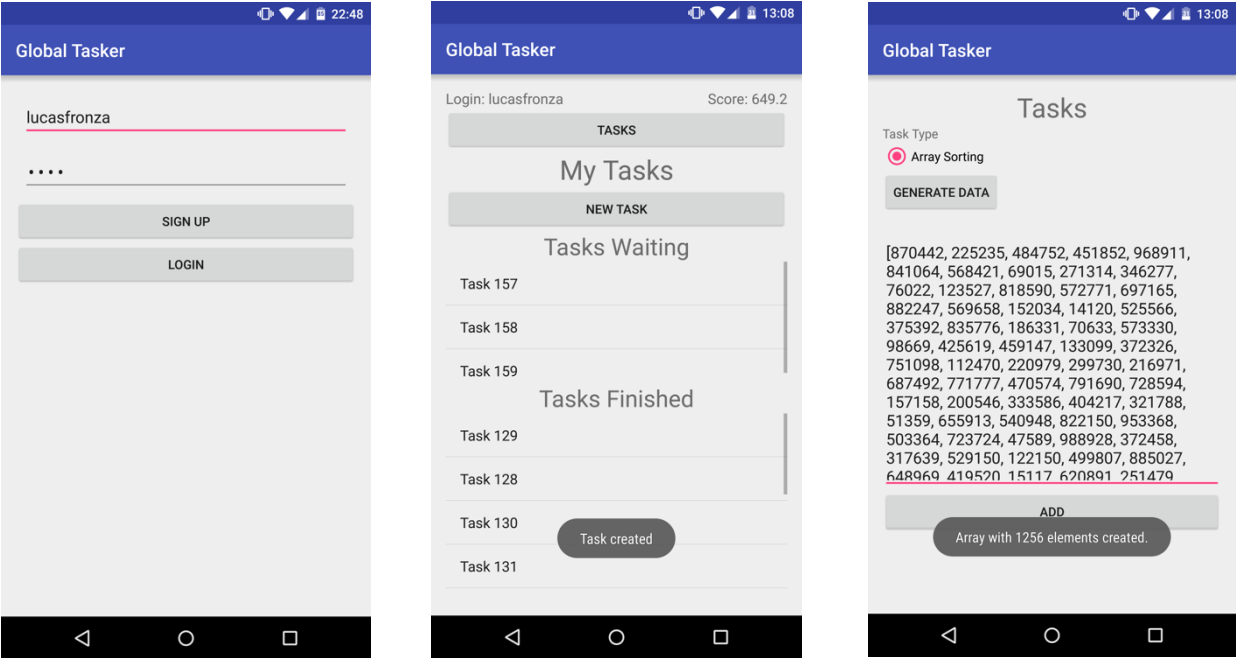 22:48
Global Tasker
lucasfronza
••••
SIGN UP
LOGIN
13:08
Global Tasker
Login: lucasfronza Score: 649.2
TASKS
My Tasks
NEW TASK
Tasks Waiting
Task 157
Task 158
Task 159
Tasks Finished
Task 129
Task 128
Task 130
Task 131
Task created
13:08
Global Tasker
Tasks
Task Type
Array Sorting
GENERATE DATA
[870442, 225235, 484752, 451852, 968911,
841064, 568421, 69015, 271314, 346277,
76022, 123527, 818590, 572771, 697165,
882247, 569658, 152034, 14120, 525566,
375392, 835776, 186331, 70633, 573330,
98669, 425619, 459147, 133099, 372326,
751098, 112470, 220979, 299730, 216971,
687492, 771777, 470574, 791690, 728594,
157158, 200546, 333586, 404217, 321788,
51359, 655913, 540948, 822150, 953368,
503364, 723724, 47589, 988928, 372458,
317639, 529150, 122150, 499807, 885027,
648969, 419520, 15117, 620891, 251479
ADD
Array with 1256 elements created.